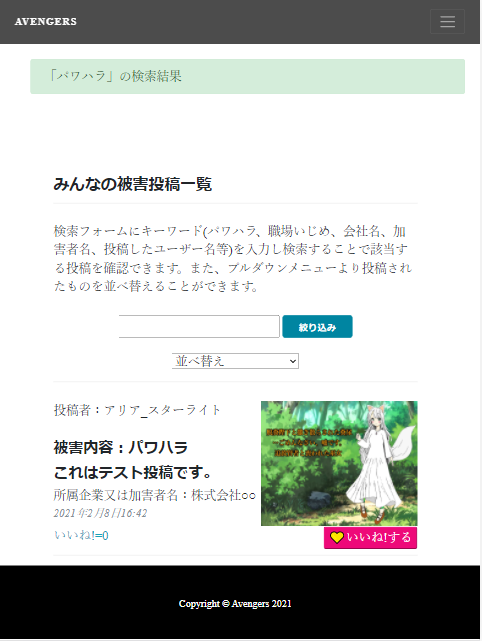 AVENGERS
「パワハラ」の検索結果
みんなの被害投稿一覧
検索フォームにキーワード(パワハラ、職場いじめ、会社名、加
害者名、投稿したユーザー名等)を入力し検索することで該当す
る投稿を確認できます。また、プルダウンメニューより投稿され
たものを並べ替えることができます。
絞り込み
並べ替え
投稿者：アリア_スターライト
被害内容：パワハラ
これはテスト投稿です。
所属企業又は加害者名：株式会社○○
2021年2月8日16:42
いいね!=0
いいね!する
Copyright © Avengers 2021